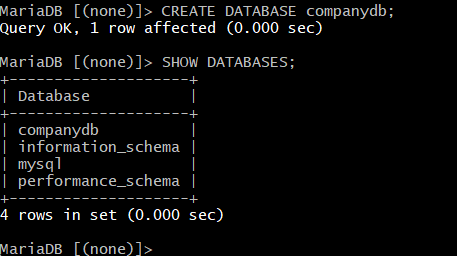 MariaDB [(none)]> CREATE DATABASE companydb;
Query OK, 1 row affected (0.000 sec)
MariaDB [(none)]> SHOW DATABASES;
+--------------------+
| Database           |
+--------------------+
| companydb          |
| information_schema |
| mysql              |
| performance_schema |
+--------------------+
4 rows in set (0.000 sec)
MariaDB [(none)]>